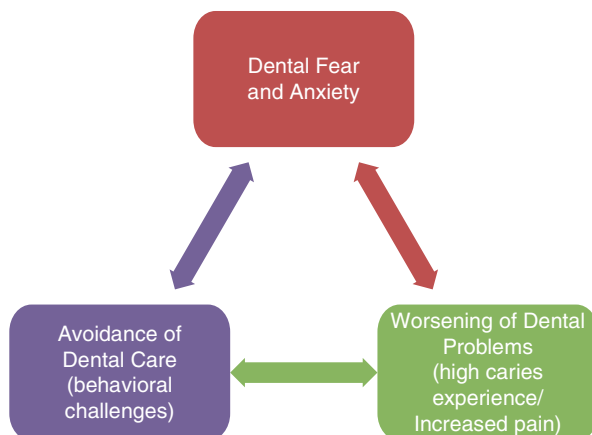 Dental Fear
and Anxiety
Avoidance of
Dental Care
(behavioral
challenges)
Worsening of Dental
Problems
(high caries
experience/
Increased pain)